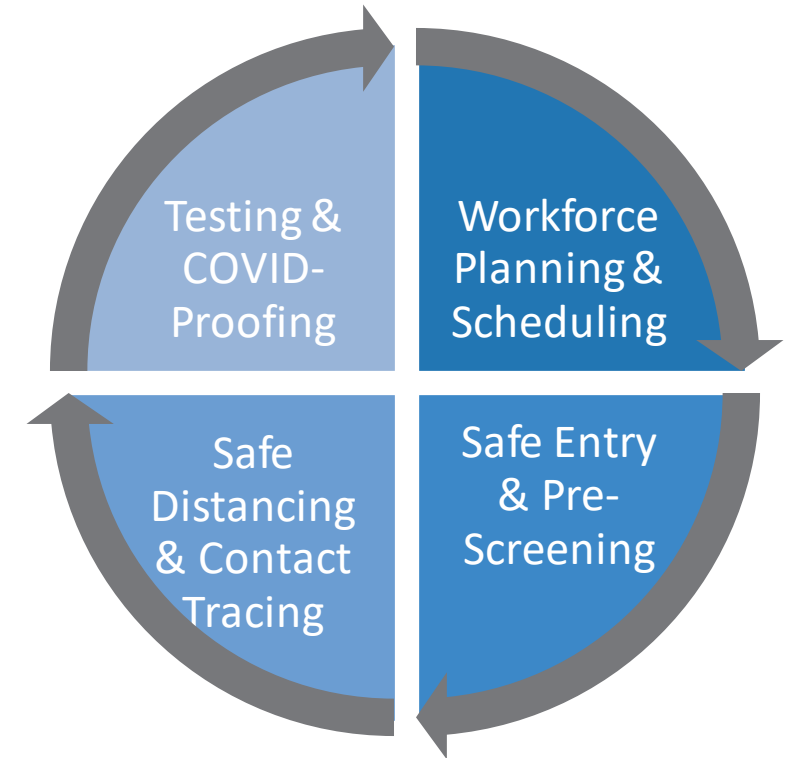 Testing &
COVID-
Proofing
Workforce
Planning &
Scheduling
Safe
Distancing
& Contact
Tracing
Safe Entry
& Pre-
Screening